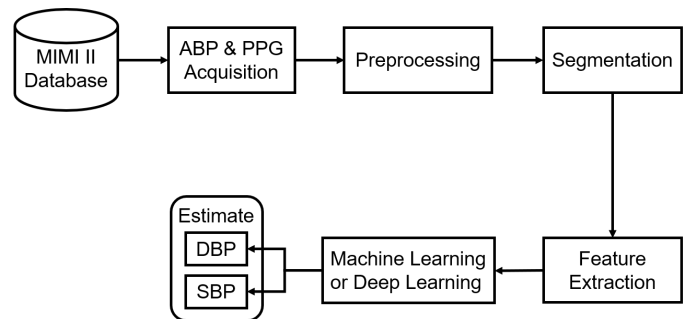 MIMI II
Database
ABP & PPG
Acquisition
Preprocessing
Segmentation
Feature
Extraction
Machine Learning
or Deep Learning
Estimate
DBP
SBP